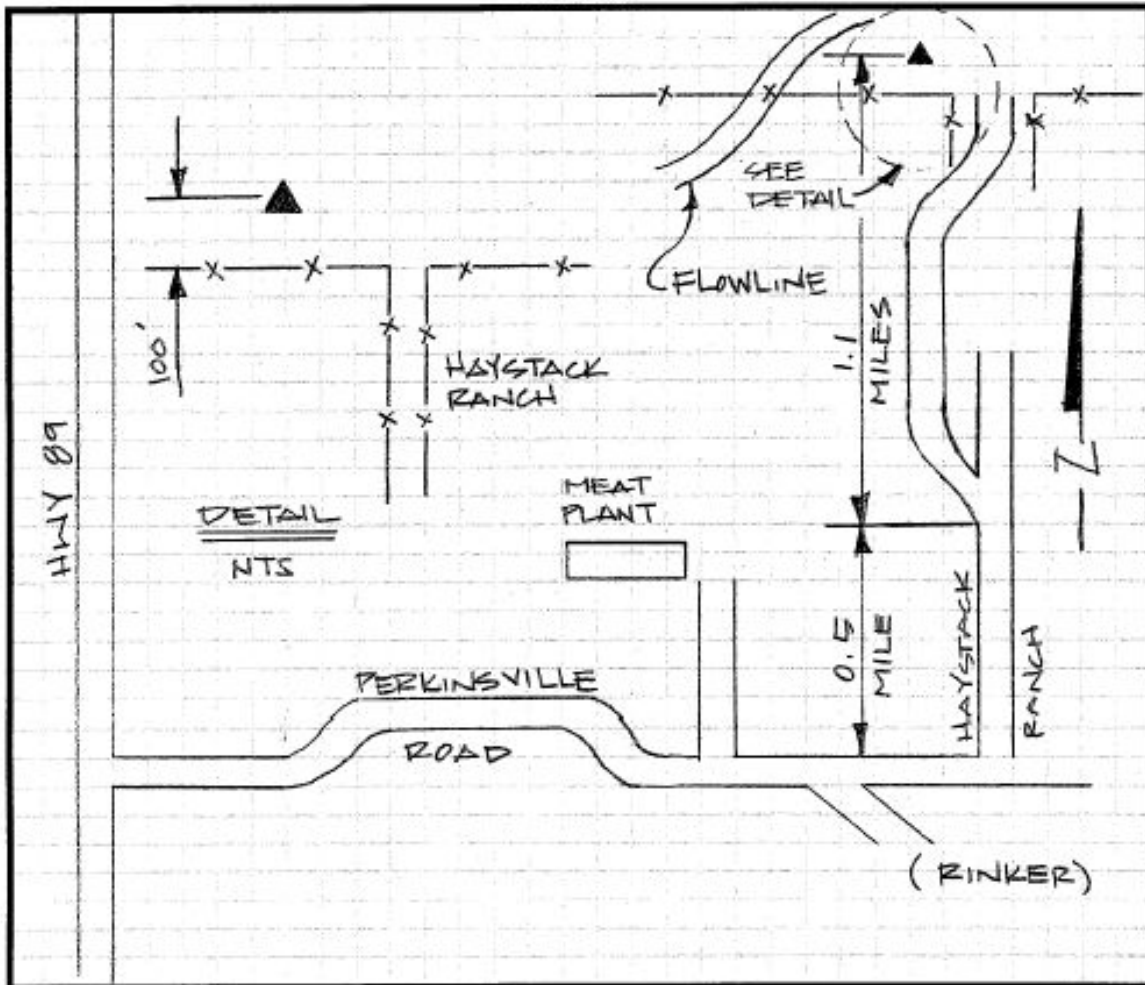 SEE
DETAIL
FLOWLINE
100'
HAYSTACK
RANCH
1.1
MILES
HWY 89
DETAIL
NTS
MEAT
PLANT
N
0.5
MILE
HAYSTACK
RANCH
PERKINSVILLE
ROAD
(RINKER)